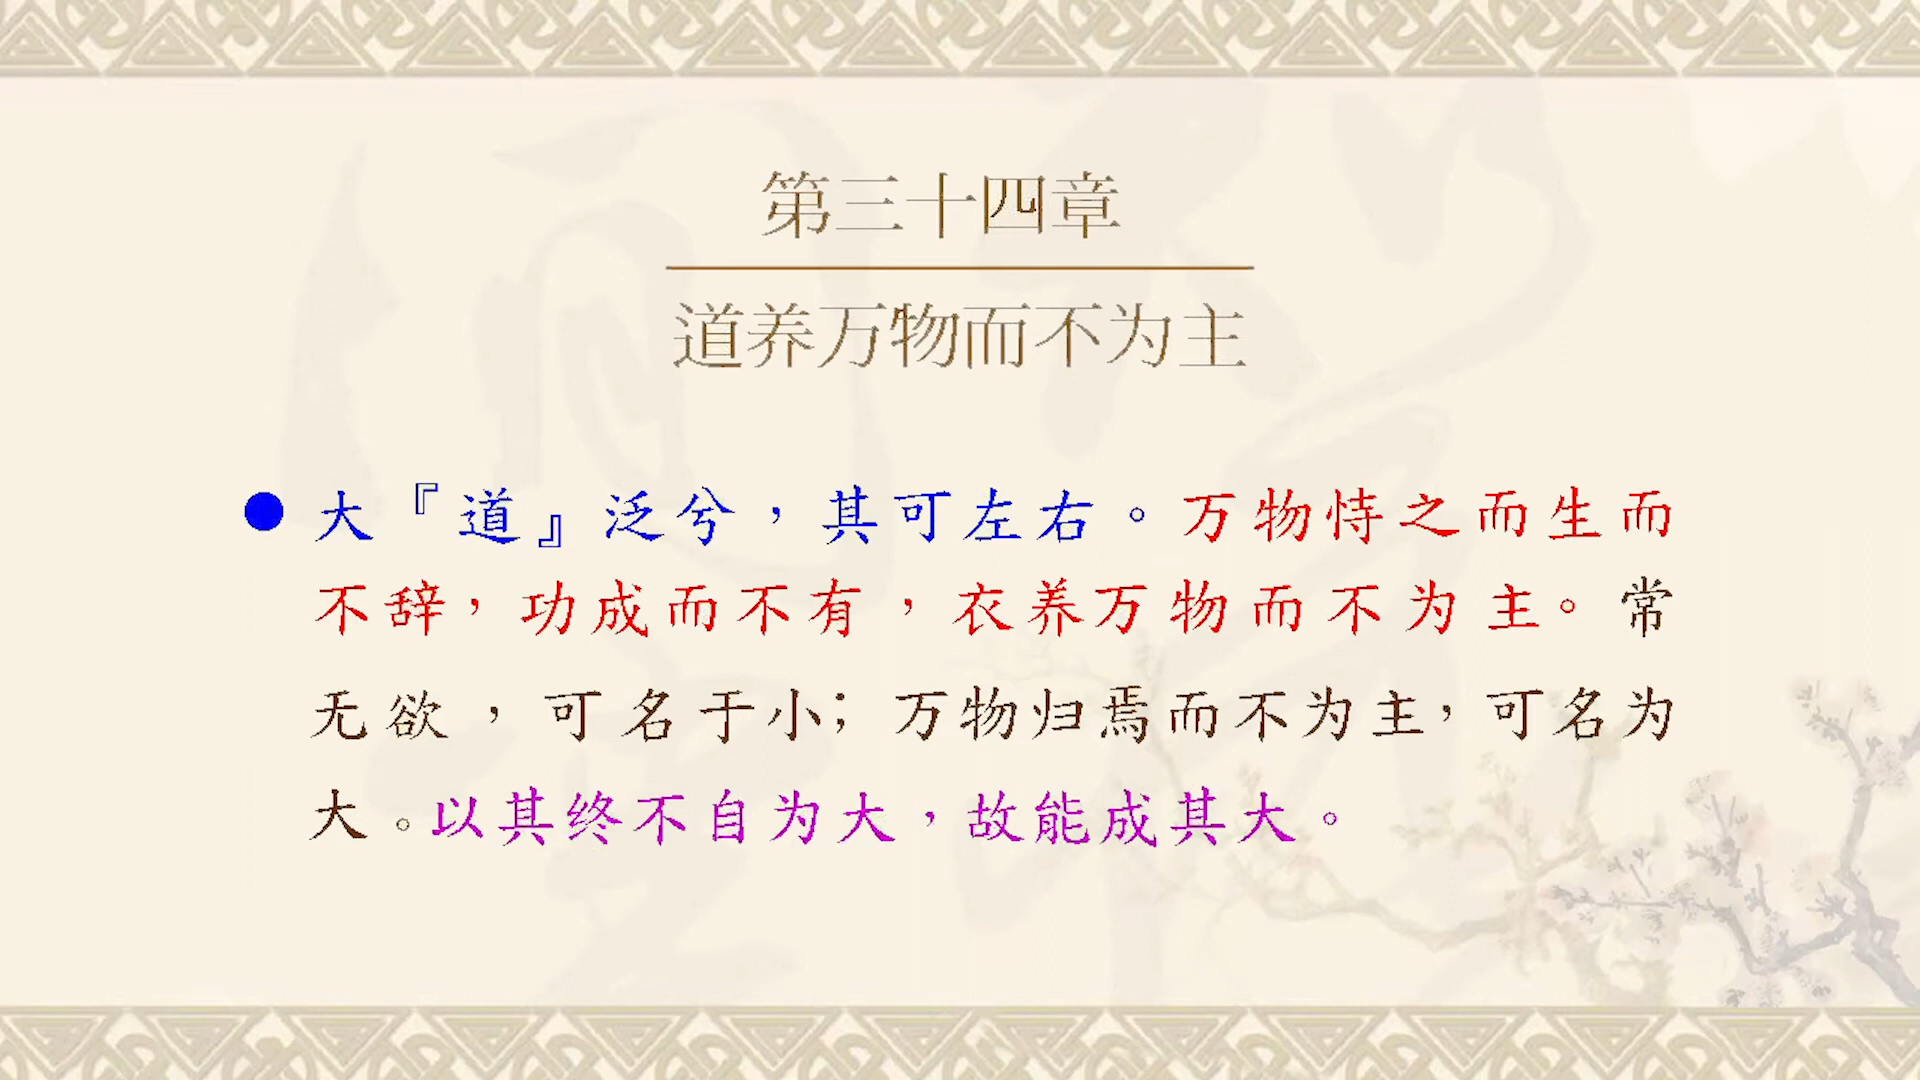 第三十四章
道养万物而不为主
●大『道』泛兮，其可左右。万物恃之而生而
不辞，功成而不有，衣养万物而不为主。常
无欲，可名于小；万物归焉而不为主，可名为
大。以其终不自为大，故能成其大。